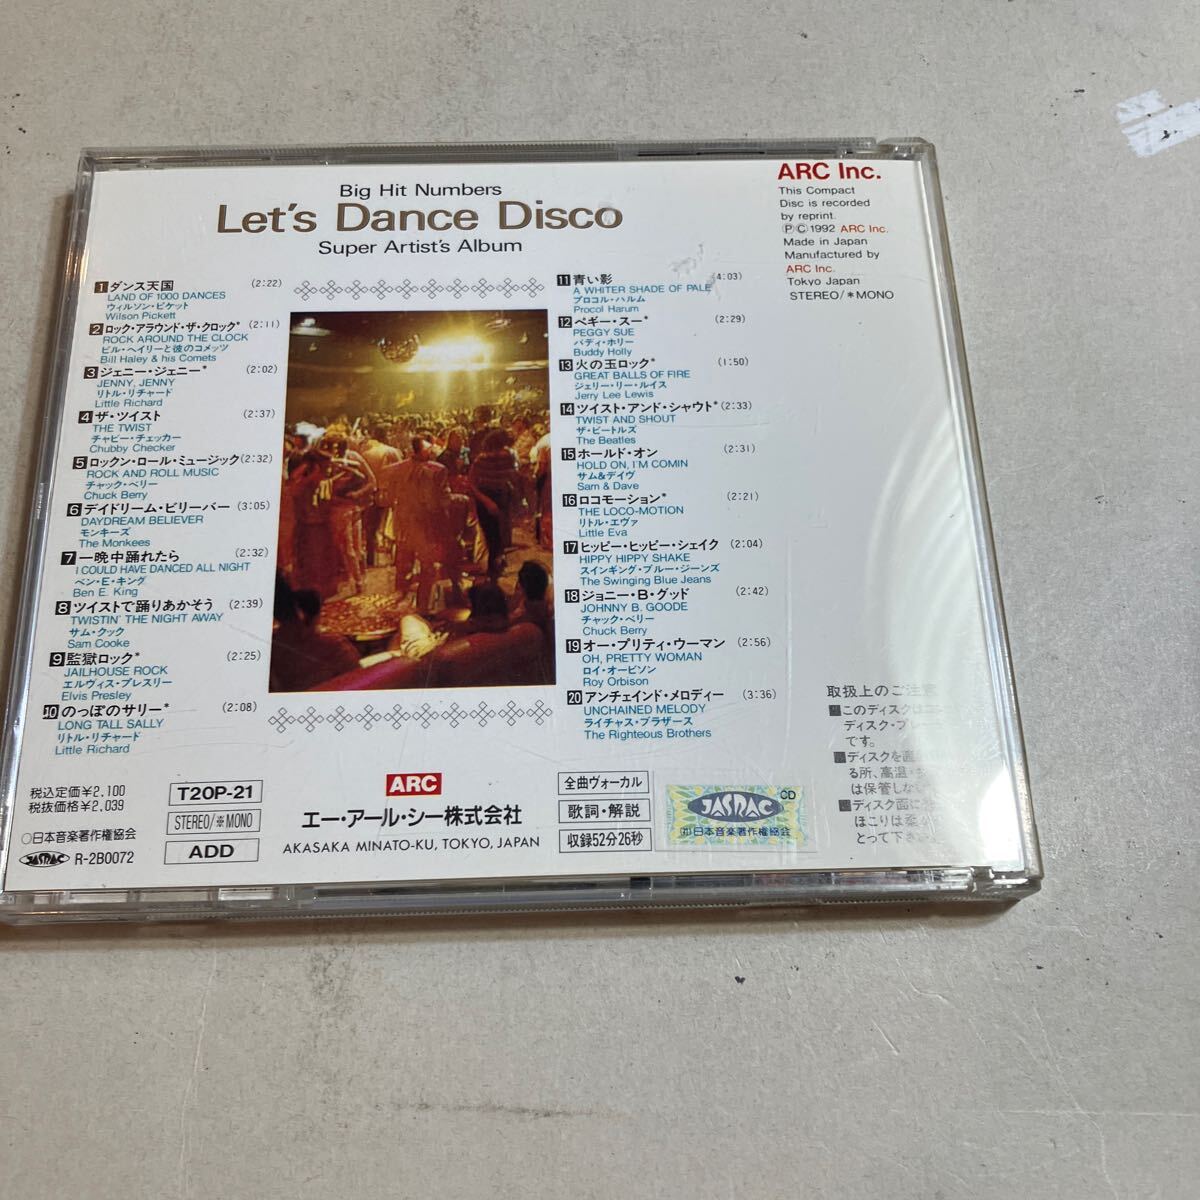 Big Hit Numbers
Let's Dance Disco
Super Artist's Album
1 ダンス天国 (2:22)
LAND OF 1000 DANCES
ウィルソン・ピケット
Wilson Pickett
2 ロック・アラウンド・ザ・クロック* (2:11)
ROCK AROUND THE CLOCK
ビル・ヘイリーと彼のコメッツ
Bill Haley & his Comets
3 ジェニー・ジェニー* (2:02)
JENNY, JENNY
リトル・リチャード
Little Richard
4 ザ・ツイスト (2:37)
THE TWIST
チャビー・チェッカー
Chubby Checker
5 ロックン・ロール・ミュージック (2:32)
ROCK AND ROLL MUSIC
チャック・ベリー
Chuck Berry
6 デイドリーム・ビリーバー (3:05)
DAYDREAM BELIEVER
モンキーズ
The Monkees
7 一晩中踊れたら (2:32)
I COULD HAVE DANCED ALL NIGHT
ベン・E・キング
Ben E. King
8 ツイストで踊りあかそう (2:39)
TWISTIN' THE NIGHT AWAY
サム・クック
Sam Cooke
9 監獄ロック* (2:25)
JAILHOUSE ROCK
エルヴィス・プレスリー
Elvis Presley
10 のっぽのサリー* (2:08)
LONG TALL SALLY
リトル・リチャード
Little Richard
11 青い影 (4:03)
A WHITER SHADE OF PALE
プロコル・ハルム
Procol Harum
12 ペギー・スー* (2:29)
PEGGY SUE
バディ・ホリー
Buddy Holly
13 火の玉ロック* (1:50)
GREAT BALLS OF FIRE
ジェリー・リー・ルイス
Jerry Lee Lewis
14 ツイスト・アンド・シャウト* (2:33)
TWIST AND SHOUT
ザ・ビートルズ
The Beatles
15 ホールド・オン (2:31)
HOLD ON, I'M COMIN
サム&デイヴ
Sam & Dave
16 ロコモーション* (2:21)
THE LOCO-MOTION
リトル・エヴァ
Little Eva
17 ヒッピー・ヒッピー・シェイク (2:04)
HIPPY HIPPY SHAKE
スインギング・ブルー・ジーンズ
The Swinging Blue Jeans
18 ジョニー・B・グッド (2:42)
JOHNNY B. GOODE
チャック・ベリー
Chuck Berry
19 オー・プリティ・ウーマン (2:56)
OH, PRETTY WOMAN
ロイ・オービソン
Roy Orbison
20 アンチェインド・メロディー (3:36)
UNCHAINED MELODY
ライチャス・ブラザース
The Righteous Brothers
ARC Inc.
This Compact
Disc is recorded
by reprint.
ⓅⒸ1992 ARC Inc.
Made in Japan
Manufactured by
ARC Inc.
Tokyo Japan
STEREO/*MONO
取扱上のご注意
■このディスクは
ディスク・プレ
です。
■ディスクを直
る所、高温・
は保管しない
■ディスク面に
ほこりは柔
とって下さ
税込定価¥2,100
税抜価格¥2,039
○日本音楽著作権協会
JASRAC R-2B0072
T20P-21
STEREO/*MONO
ADD
ARC
エー・アール・シー株式会社
AKASAKA MINATO-KU, TOKYO, JAPAN
全曲ヴォーカル
歌詞・解説
収録52分26秒
CD
JASRAC
(社)日本音楽著作権協会